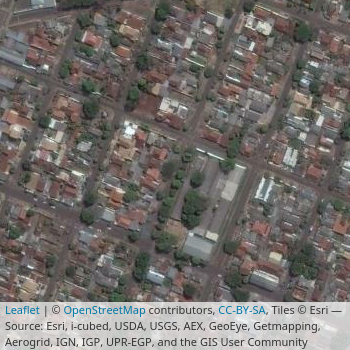 Leaflet | © OpenStreetMap contributors, CC-BY-SA, Tiles © Esri —
Source: Esri, i-cubed, USDA, USGS, AEX, GeoEye, Getmapping,
Aerogrid, IGN, IGP, UPR-EGP, and the GIS User Community